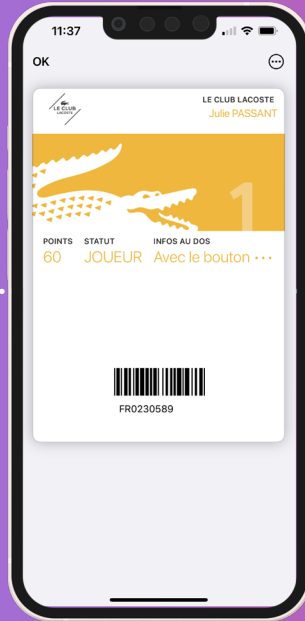 11:37
OK
LE CLUB
LACOSTE
LE CLUB LACOSTE
Julie PASSANT
1
POINTS STATUT INFOS AU DOS
60 JOUEUR Avec le bouton •••
FR0230589